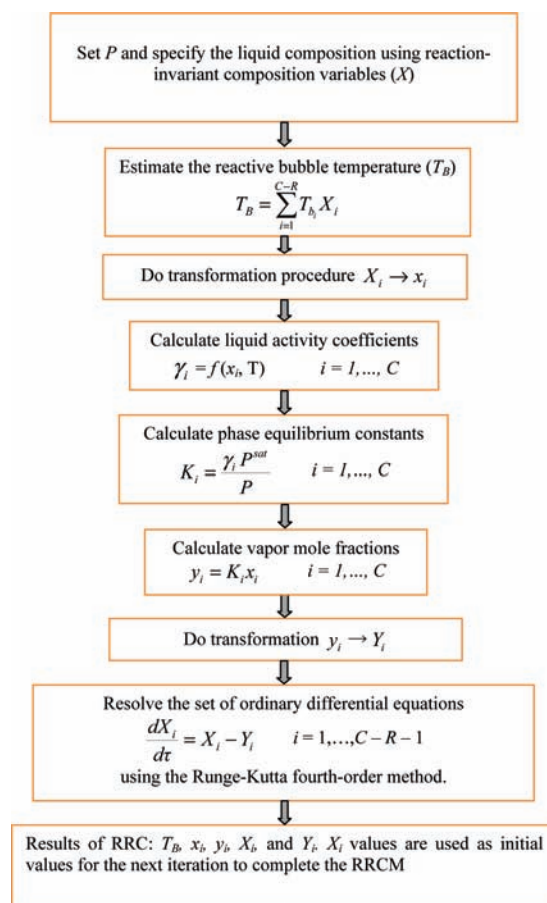 Set P and specify the liquid composition using reaction-
invariant composition variables (X)
Estimate the reactive bubble temperature (T_B)
T_B = \sum_{i=1}^{C-R} T_{b_i} X_i
Do transformation procedure X_i → x_i
Calculate liquid activity coefficients
γ_i = f(x_i, T) i = 1,..., C
Calculate phase equilibrium constants
K_i = \frac{γ_i P^{sat}}{P} i = 1,..., C
Calculate vapor mole fractions
y_i = K_i x_i i = 1,..., C
Do transformation y_i → Y_i
Resolve the set of ordinary differential equations
\frac{dX_i}{dτ} = X_i − Y_i i = 1,...,C − R − 1
using the Runge-Kutta fourth-order method.
Results of RRC: T_B, x_i, y_i, X_i, and Y_i. X_i values are used as initial
values for the next iteration to complete the RRCM